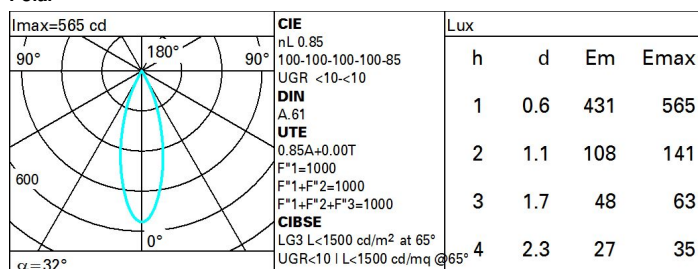 Imax=565 cd
90° 180° 90°
600
0°
α=32°
CIE
nL 0.85
100-100-100-100-85
UGR <10-<10
DIN
A.61
UTE
0.85A+0.00T
F"1=1000
F"1+F"2=1000
F"1+F"2+F"3=1000
CIBSE
LG3 L<1500 cd/m² at 65°
UGR<10 | L<1500 cd/mq @65°
Lux
h d Em Emax
1 0.6 431 565
2 1.1 108 141
3 1.7 48 63
4 2.3 27 35